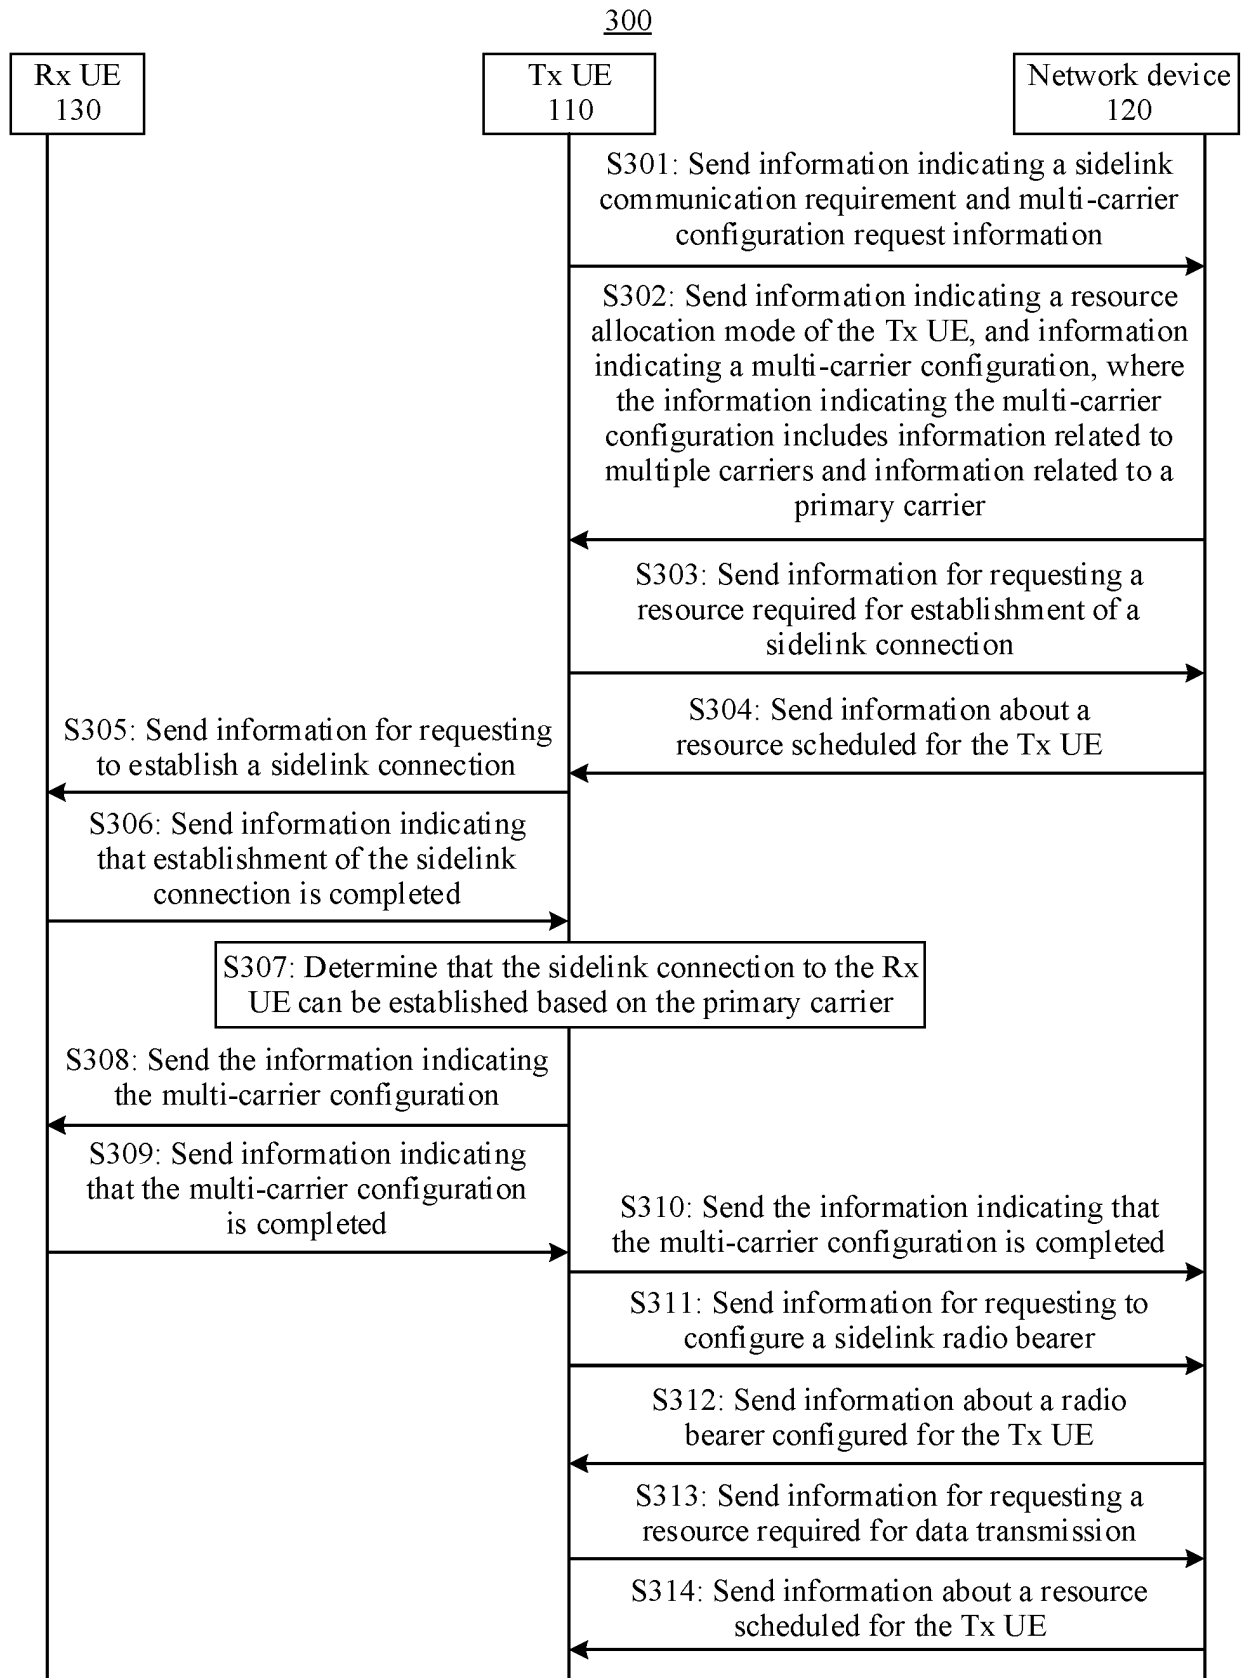 300
Rx UE
130
Tx UE
110
Network device
120
S301: Send information indicating a sidelink
communication requirement and multi-carrier
configuration request information
S302: Send information indicating a resource
allocation mode of the Tx UE, and information
indicating a multi-carrier configuration, where
the information indicating the multi-carrier
configuration includes information related to
multiple carriers and information related to a
primary carrier
S303: Send information for requesting a
resource required for establishment of a
sidelink connection
S304: Send information about a
resource scheduled for the Tx UE
S305: Send information for requesting
to establish a sidelink connection
S306: Send information indicating
that establishment of the sidelink
connection is completed
S307: Determine that the sidelink connection to the Rx
UE can be established based on the primary carrier
S308: Send the information indicating
the multi-carrier configuration
S309: Send information indicating
that the multi-carrier configuration
is completed
S310: Send the information indicating that
the multi-carrier configuration is completed
S311: Send information for requesting to
configure a sidelink radio bearer
S312: Send information about a radio
bearer configured for the Tx UE
S313: Send information for requesting a
resource required for data transmission
S314: Send information about a resource
scheduled for the Tx UE